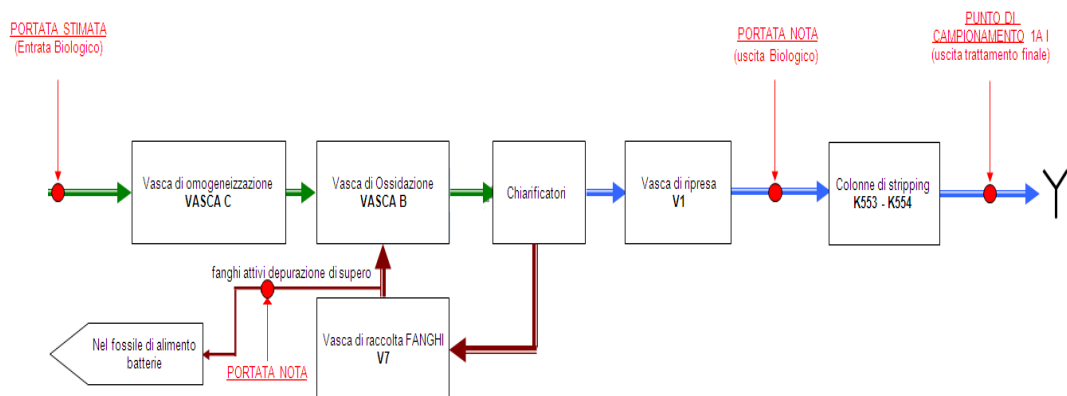 PORTATA STIMATA
(Entrata Biologico)
PORTATA NOTA
(uscita Biologico)
PUNTO DI
CAMPIONAMENTO 1A I
(uscita trattamento finale)
Vasca di omogeneizzazione
VASCA C
Vasca di Ossidazione
VASCA B
Chiarificatori
Vasca di ripresa
V1
Colonne di stripping
K553 - K554
fanghi attivi depurazione di supero
Nel fossile di alimento
batterie
PORTATA NOTA
Vasca di raccolta FANGHI
V7